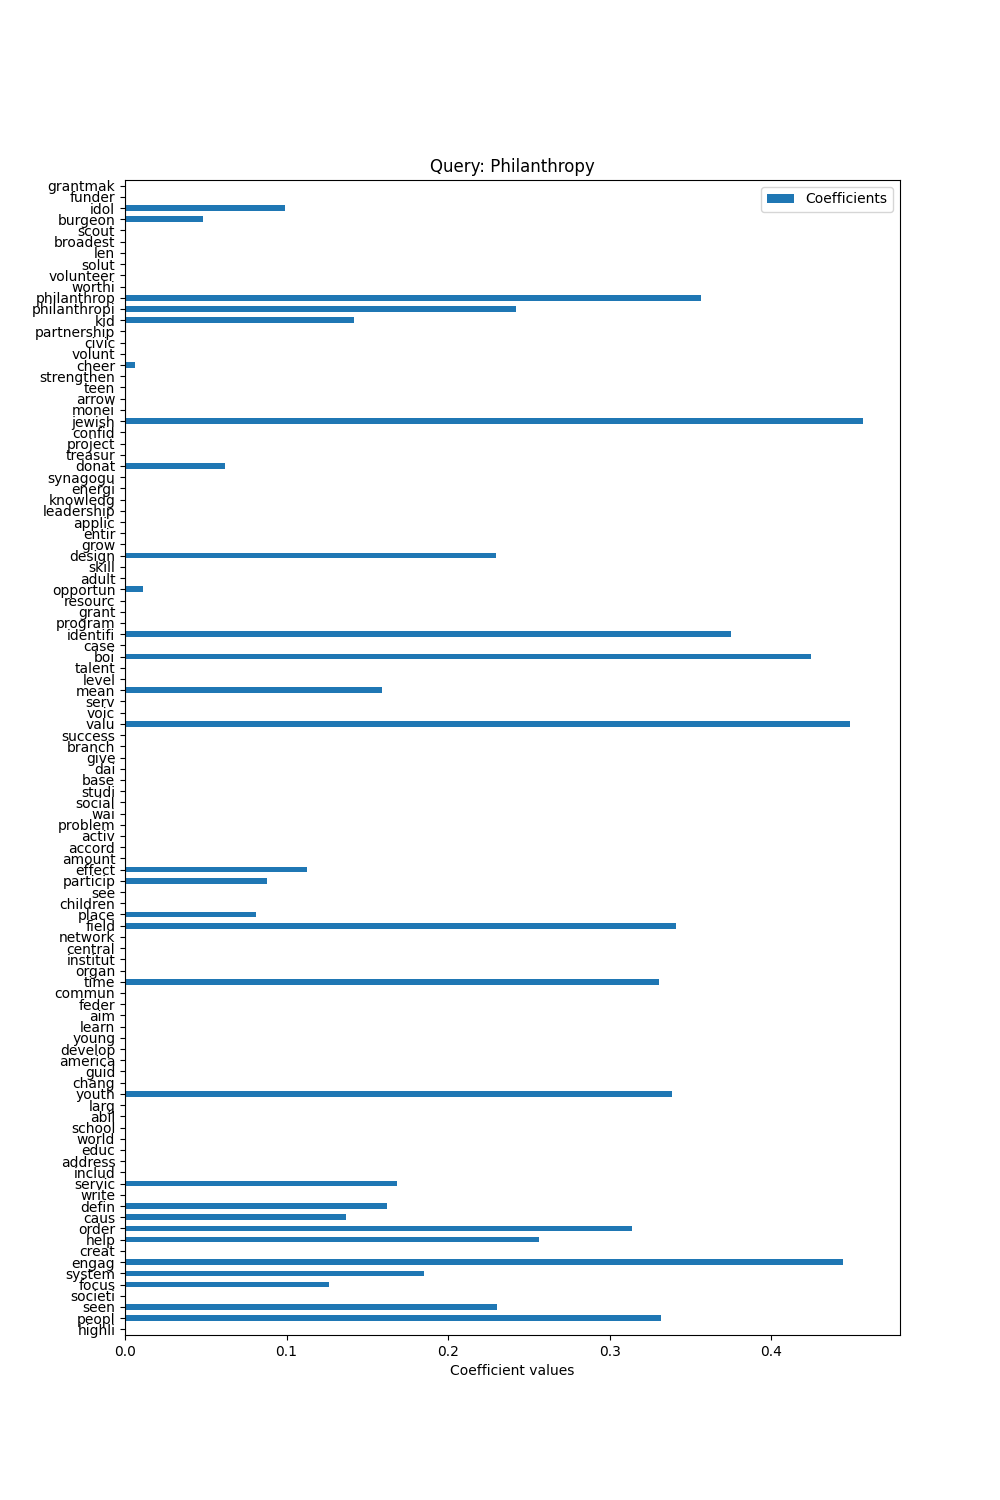 Query: Philanthropy
Coefficients
grantmak
funder
idol
burgeon
scout
broadest
len
solut
volunteer
worthi
philanthrop
philanthropi
kid
partnership
civic
volunt
cheer
strengthen
teen
arrow
monei
jewish
confid
project
treasur
donat
synagogu
energi
knowledg
leadership
applic
entir
grow
design
skill
adult
opportun
resourc
grant
program
identifi
case
boi
talent
level
mean
serv
voic
valu
success
branch
give
dai
base
studi
social
wai
problem
activ
accord
amount
effect
particip
see
children
place
field
network
central
institut
organ
time
commun
feder
aim
learn
young
develop
america
guid
chang
youth
larg
abil
school
world
educ
address
includ
servic
write
defin
caus
order
help
creat
engag
system
focus
societi
seen
peopl
highli
0.0 0.1 0.2 0.3 0.4
Coefficient values